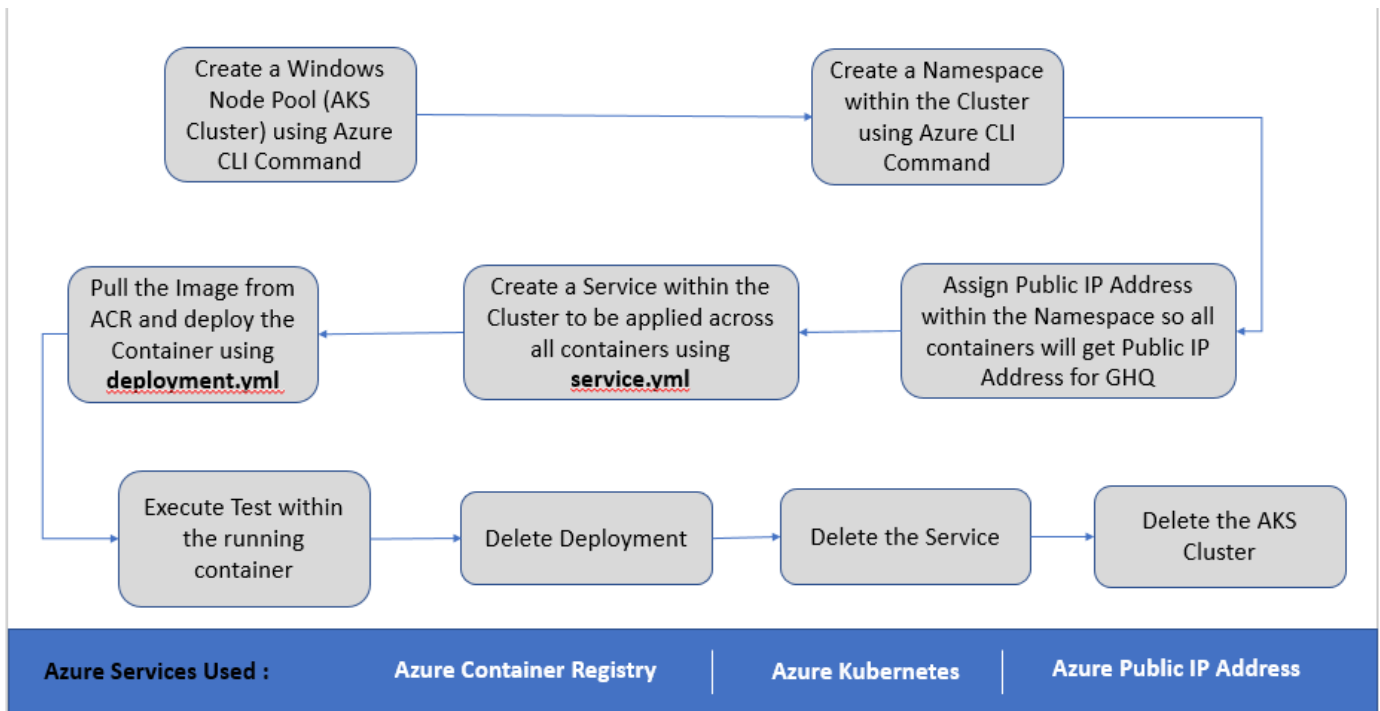 Create a Windows
Node Pool (AKS
Cluster) using Azure
CLI Command
Create a Namespace
within the Cluster
using Azure CLI
Command
Assign Public IP Address
within the Namespace so all
containers will get Public IP
Address for GHQ
Create a Service within the
Cluster to be applied across
all containers using
service.yml
Pull the Image from
ACR and deploy the
Container using
deployment.yml
Execute Test within
the running
container
Delete Deployment
Delete the Service
Delete the AKS
Cluster
Azure Services Used :
Azure Container Registry
Azure Kubernetes
Azure Public IP Address